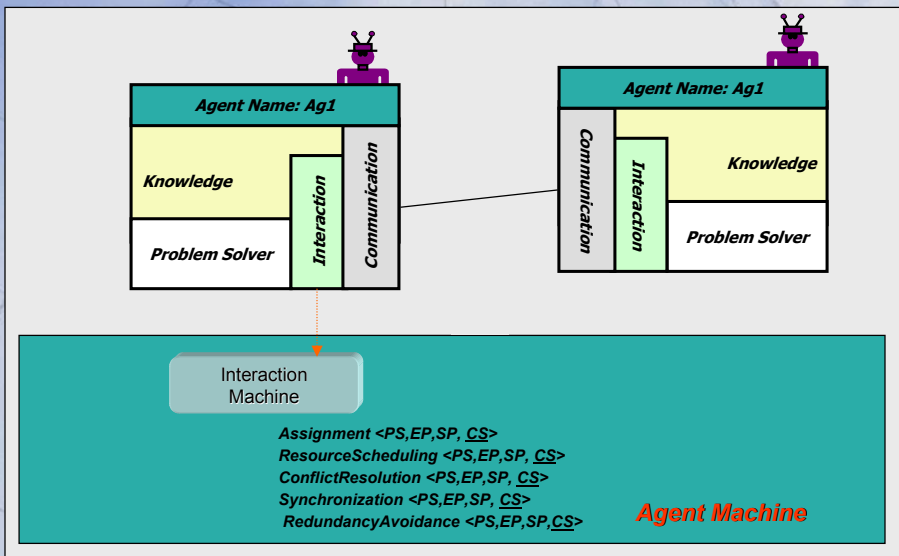 Agent Name: Ag1
Knowledge
Problem Solver
Interaction
Communication
Agent Name: Ag1
Communication
Interaction
Knowledge
Problem Solver
Interaction
Machine
Assignment <PS,EP,SP, CS>
ResourceScheduling <PS,EP,SP, CS>
ConflictResolution <PS,EP,SP, CS>
Synchronization <PS,EP,SP, CS>
RedundancyAvoidance <PS,EP,SP,CS>
Agent Machine